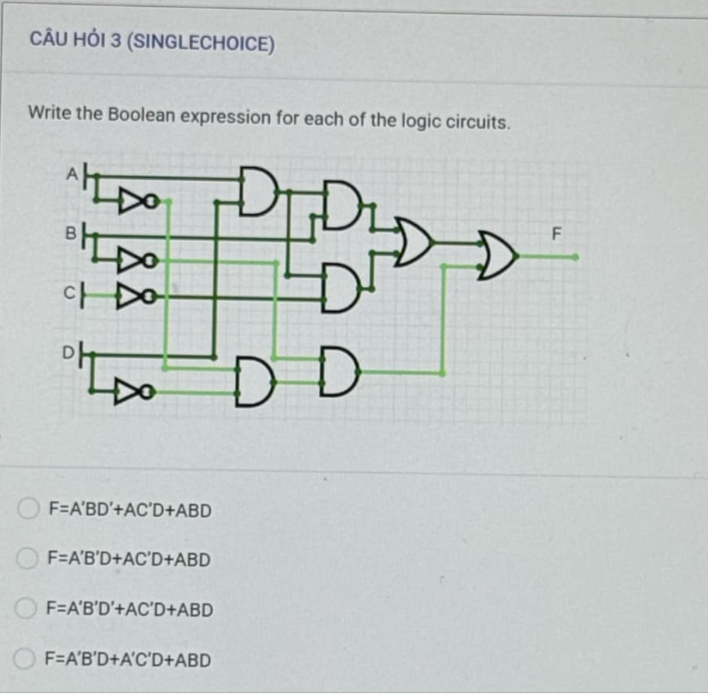 CÂU HỎI 3 (SINGLECHOICE)
Write the Boolean expression for each of the logic circuits.
A
B
C
D
F
F=A'BD'+AC'D+ABD
F=A'B'D+AC'D+ABD
F=A'B'D'+AC'D+ABD
F=A'B'D+A'C'D+ABD